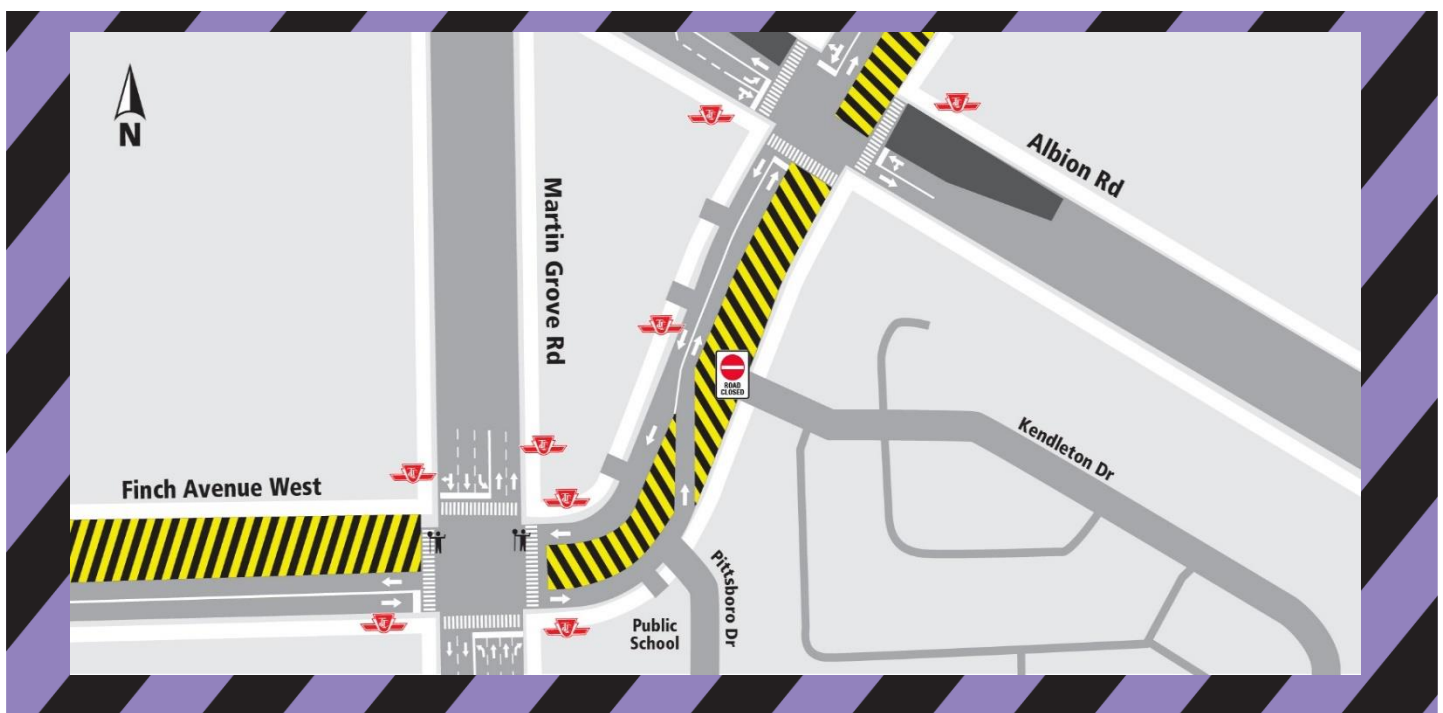 N
Albion Rd
Martin Grove Rd
ROAD
CLOSED
Kendleton Dr
Finch Avenue West
Pittsboro Dr
Public
School